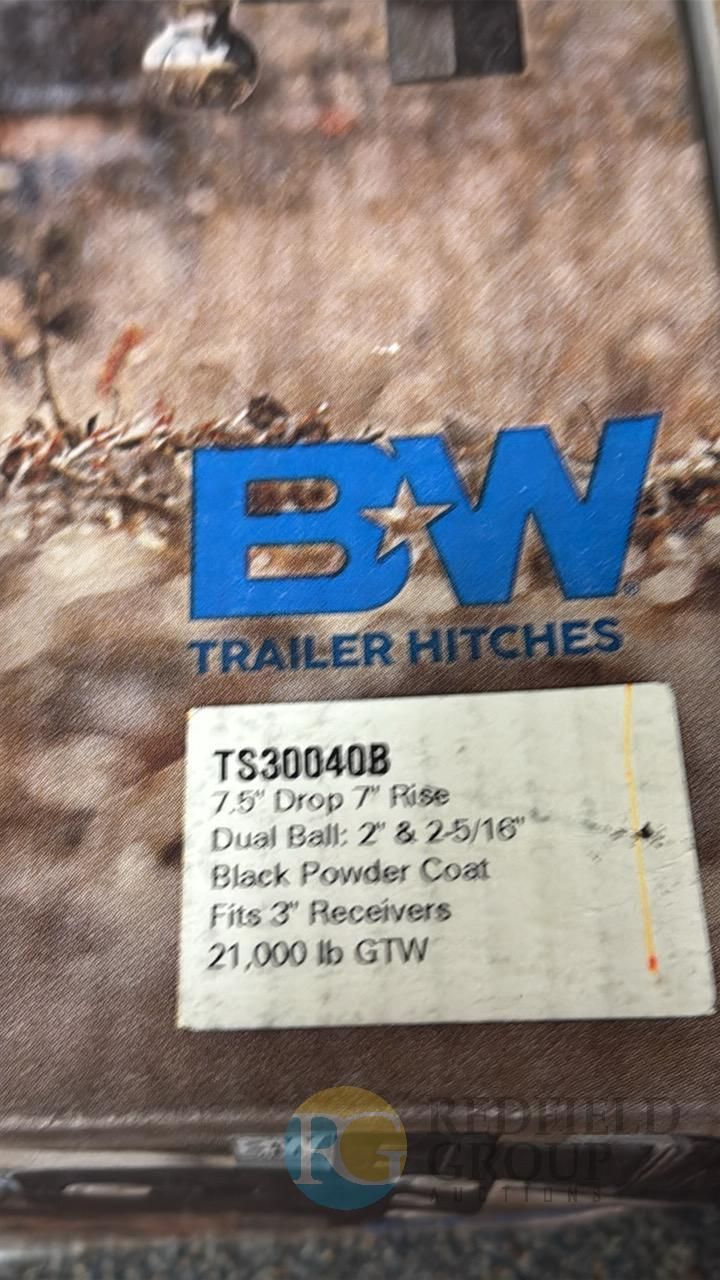 B★W®
TRAILER HITCHES
TS30040B
7.5" Drop 7" Rise
Dual Ball: 2" & 2-5/16"
Black Powder Coat
Fits 3" Receivers
21,000 lb GTW
RG REDFIELD
GROUP
AUCTIONS